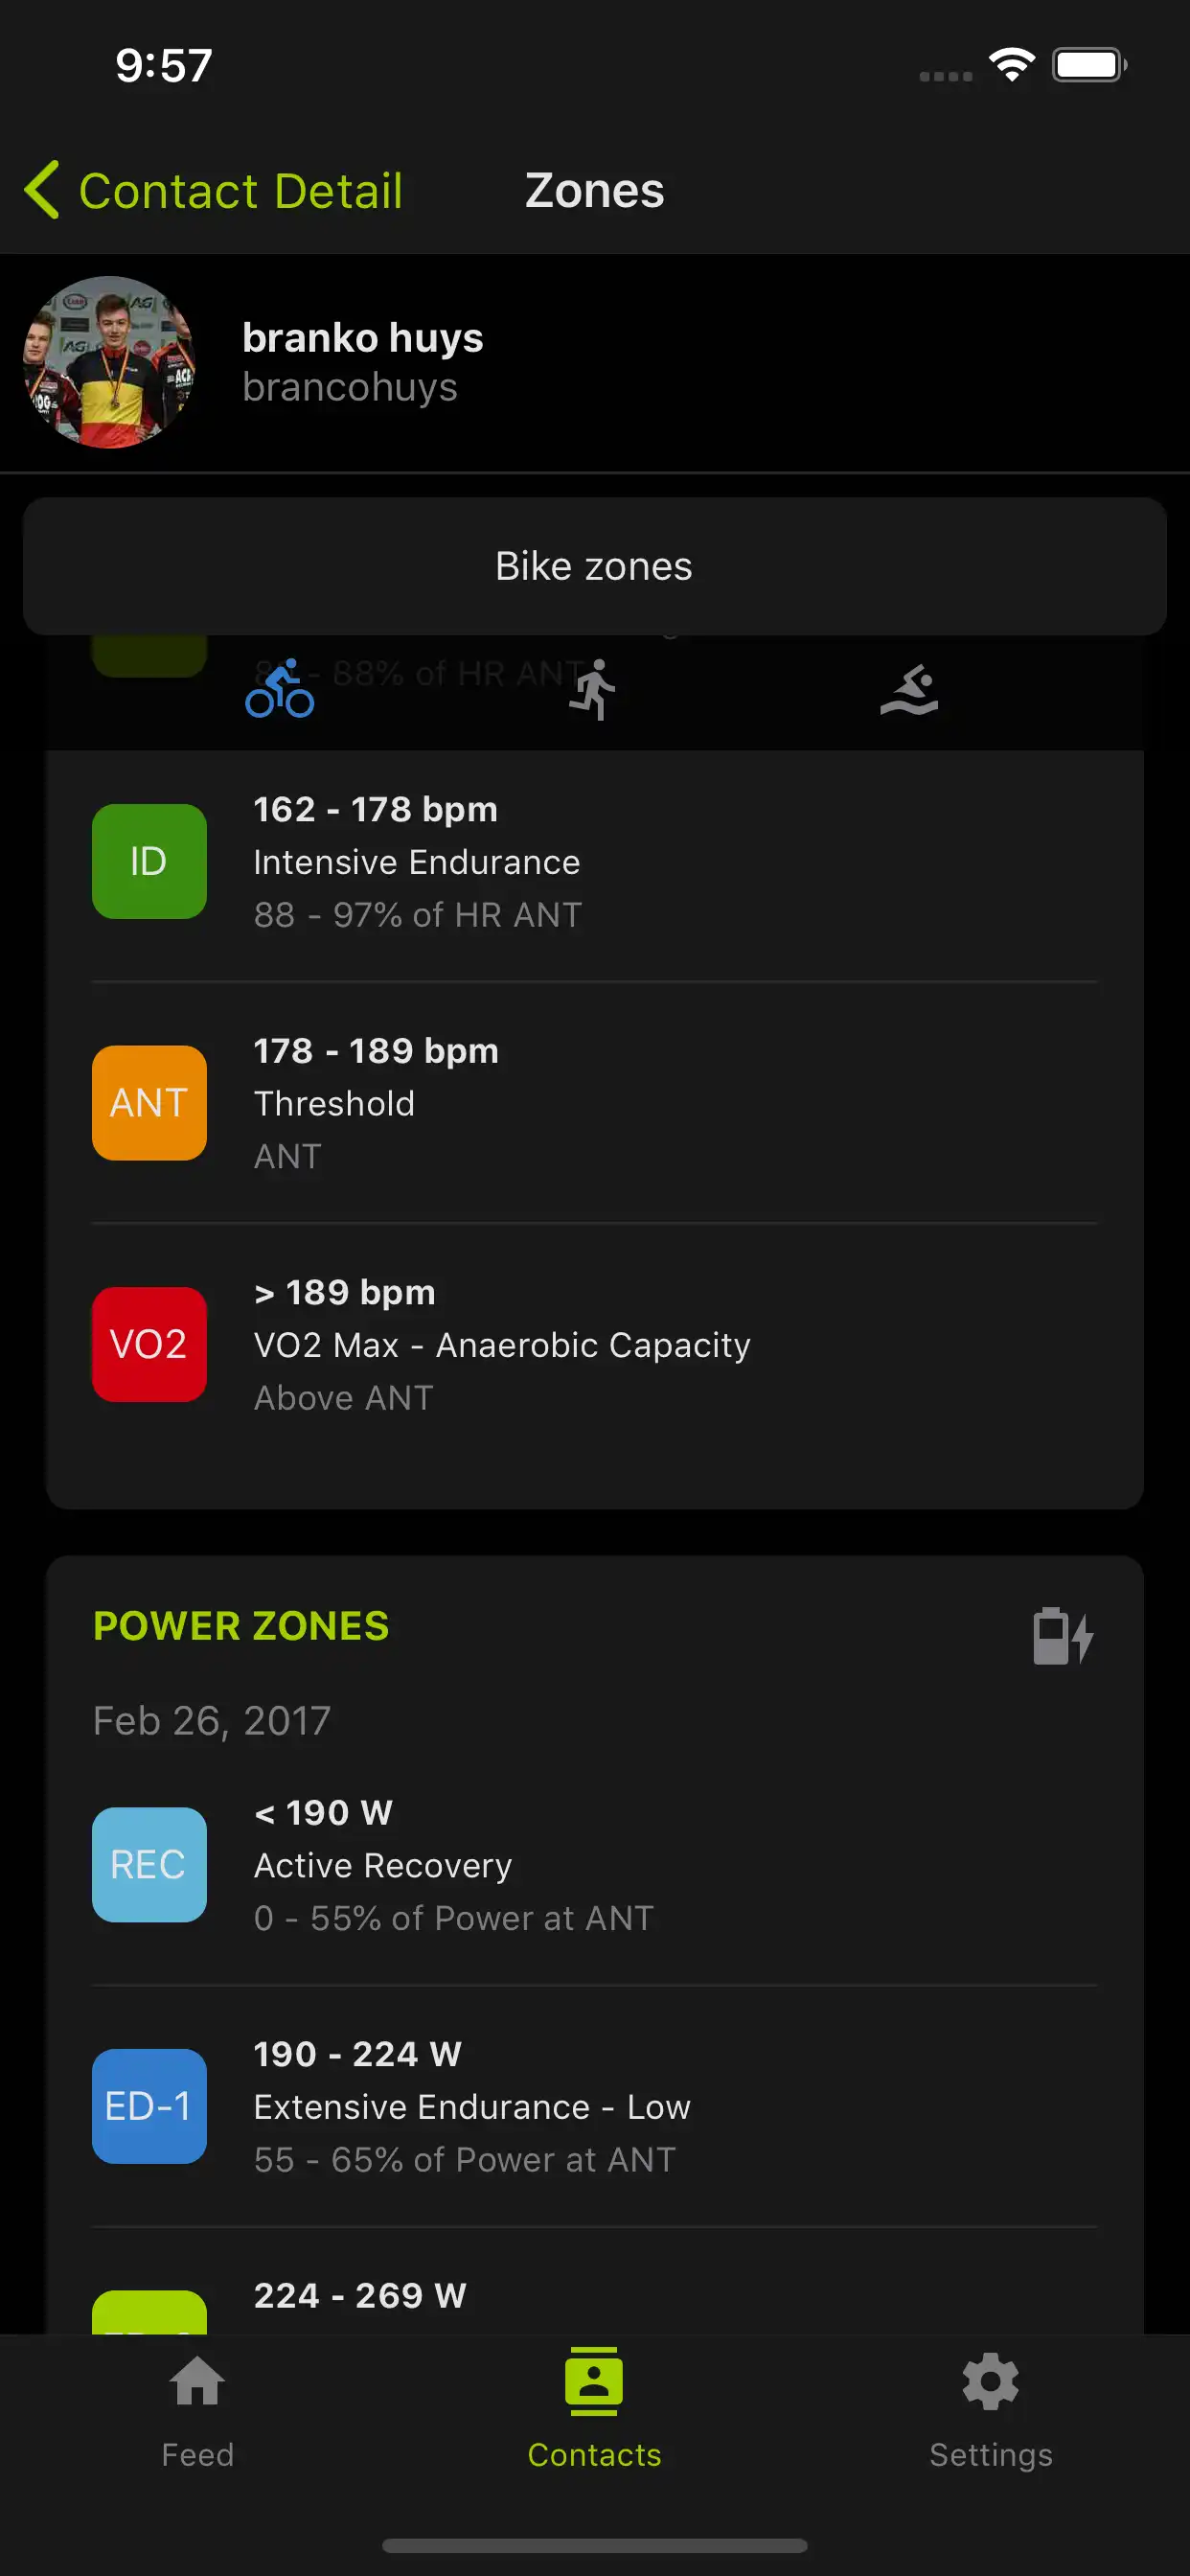 9:57
Contact Detail
Zones
branko huys
brancohuys
Bike zones
88% of HR ANT
ID
162 - 178 bpm
Intensive Endurance
88 - 97% of HR ANT
ANT
178 - 189 bpm
Threshold
ANT
VO2
> 189 bpm
VO2 Max - Anaerobic Capacity
Above ANT
POWER ZONES
Feb 26, 2017
REC
< 190 W
Active Recovery
0 - 55% of Power at ANT
ED-1
190 - 224 W
Extensive Endurance - Low
55 - 65% of Power at ANT
224 - 269 W
Feed
Contacts
Settings